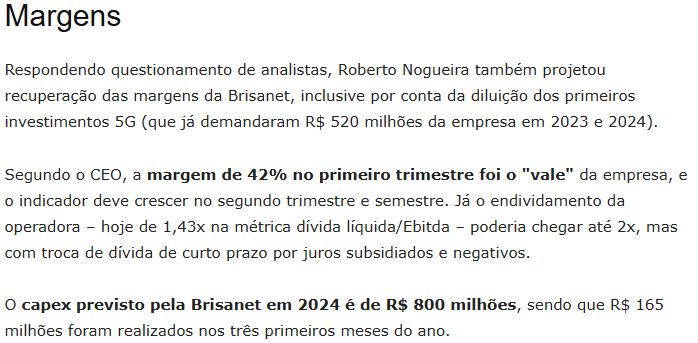 Margens
Respondendo questionamento de analistas, Roberto Nogueira também projetou
recuperação das margens da Brisanet, inclusive por conta da diluição dos primeiros
investimentos 5G (que já demandaram R$ 520 milhões da empresa em 2023 e 2024).
Segundo o CEO, a margem de 42% no primeiro trimestre foi o "vale" da empresa, e
o indicador deve crescer no segundo trimestre e semestre. Já o endividamento da
operadora – hoje de 1,43x na métrica dívida líquida/Ebitda – poderia chegar até 2x, mas
com troca de dívida de curto prazo por juros subsidiados e negativos.
O capex previsto pela Brisanet em 2024 é de R$ 800 milhões, sendo que R$ 165
milhões foram realizados nos três primeiros meses do ano.